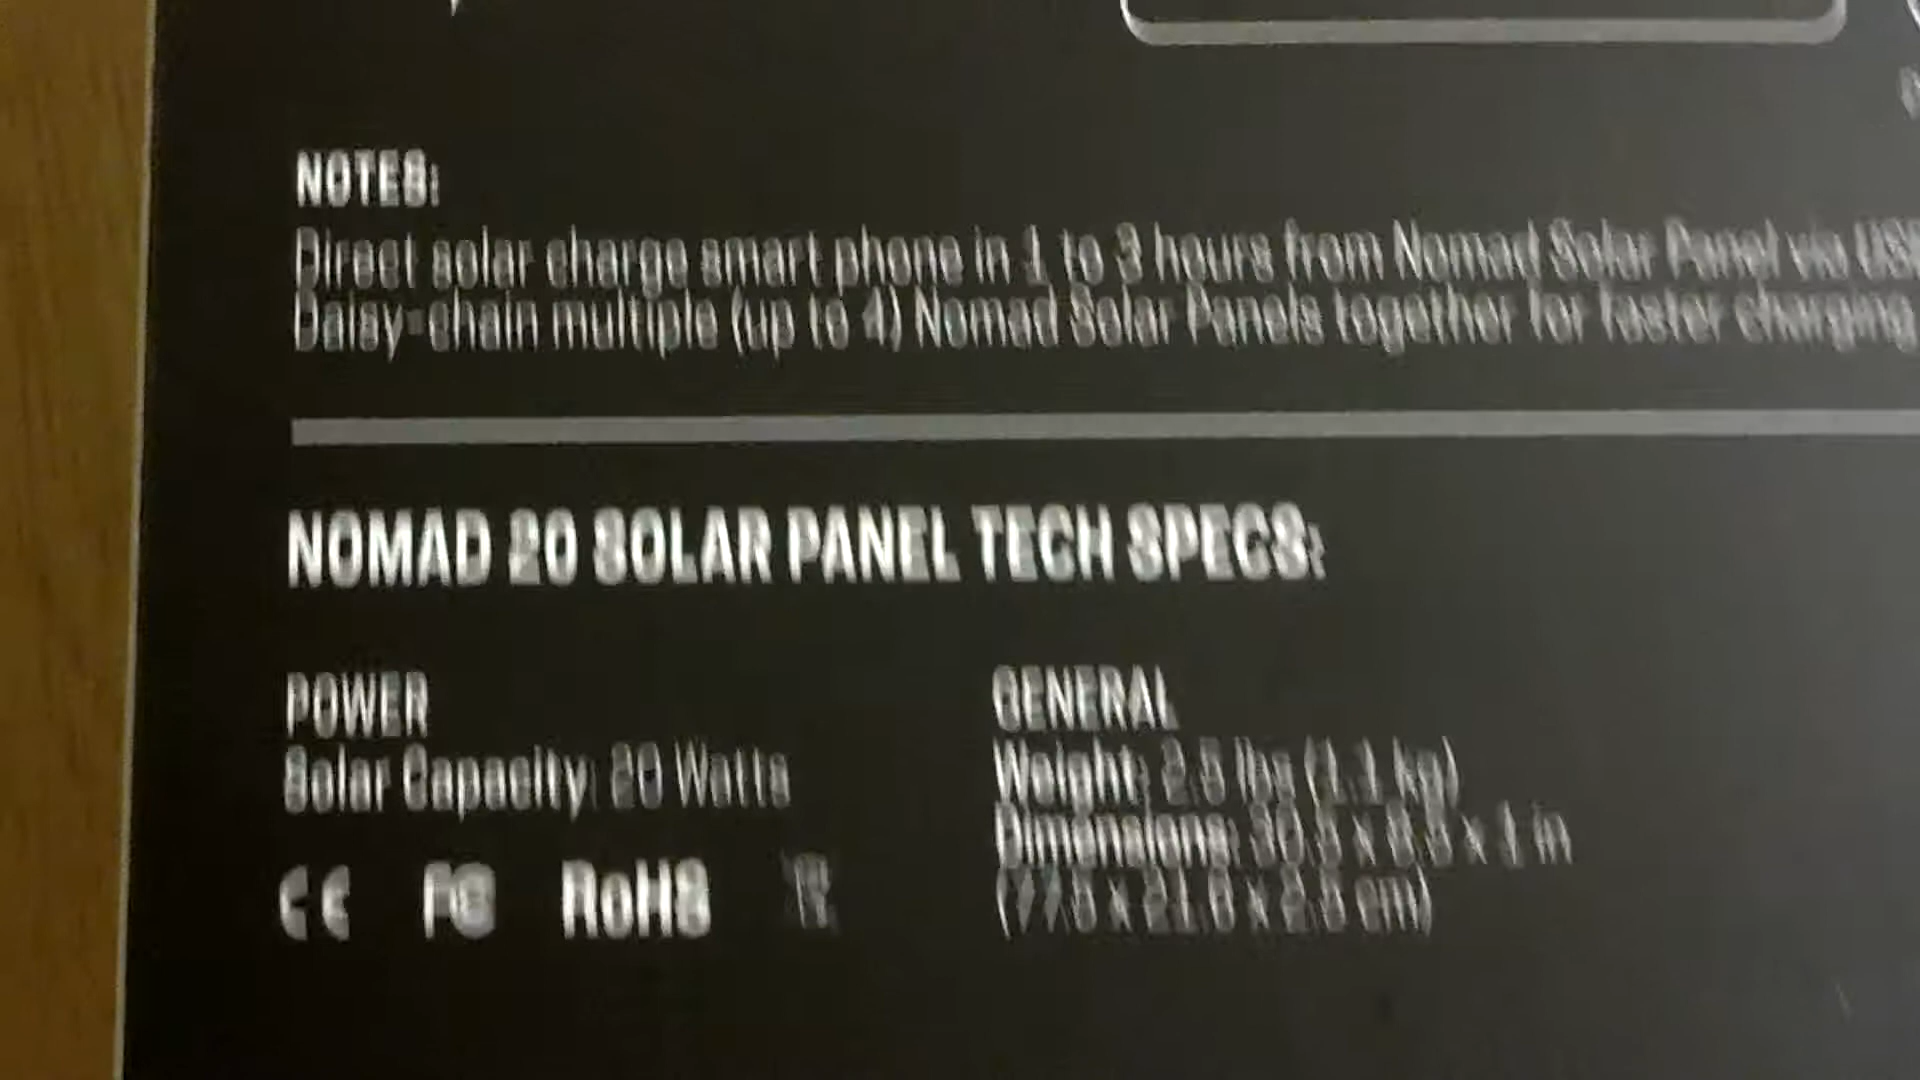 NOTES:
Direct solar charge smart phone in 1 to 3 hours from Nomad Solar Panel via USB
Daisy-chain multiple (up to 4) Nomad Solar Panels together for faster charging
NOMAD 20 SOLAR PANEL TECH SPECS:
POWER
GENERAL
Solar Capacity: 20 Watts
Weight: 2.5 lbs (1.1 kg)
Dimensions: 30.5 x 8.5 x 1 in
(77.5 x 21.6 x 2.5 cm)
CE FC RoHS